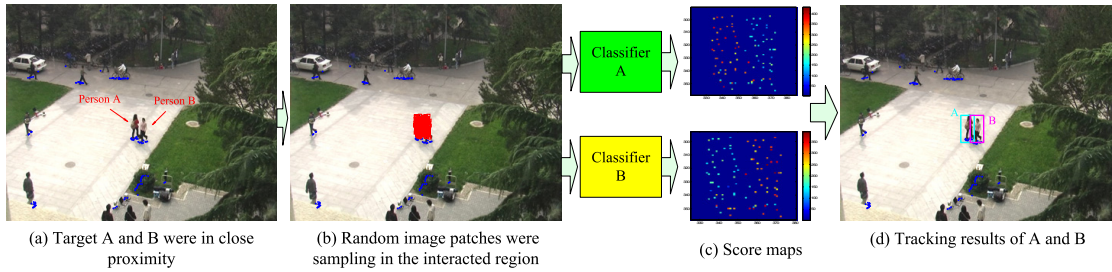 Person A
Person B
Classifier
A
Classifier
B
A
B
(a) Target A and B were in close
proximity
(b) Random image patches were
sampling in the interacted region
(c) Score maps
(d) Tracking results of A and B